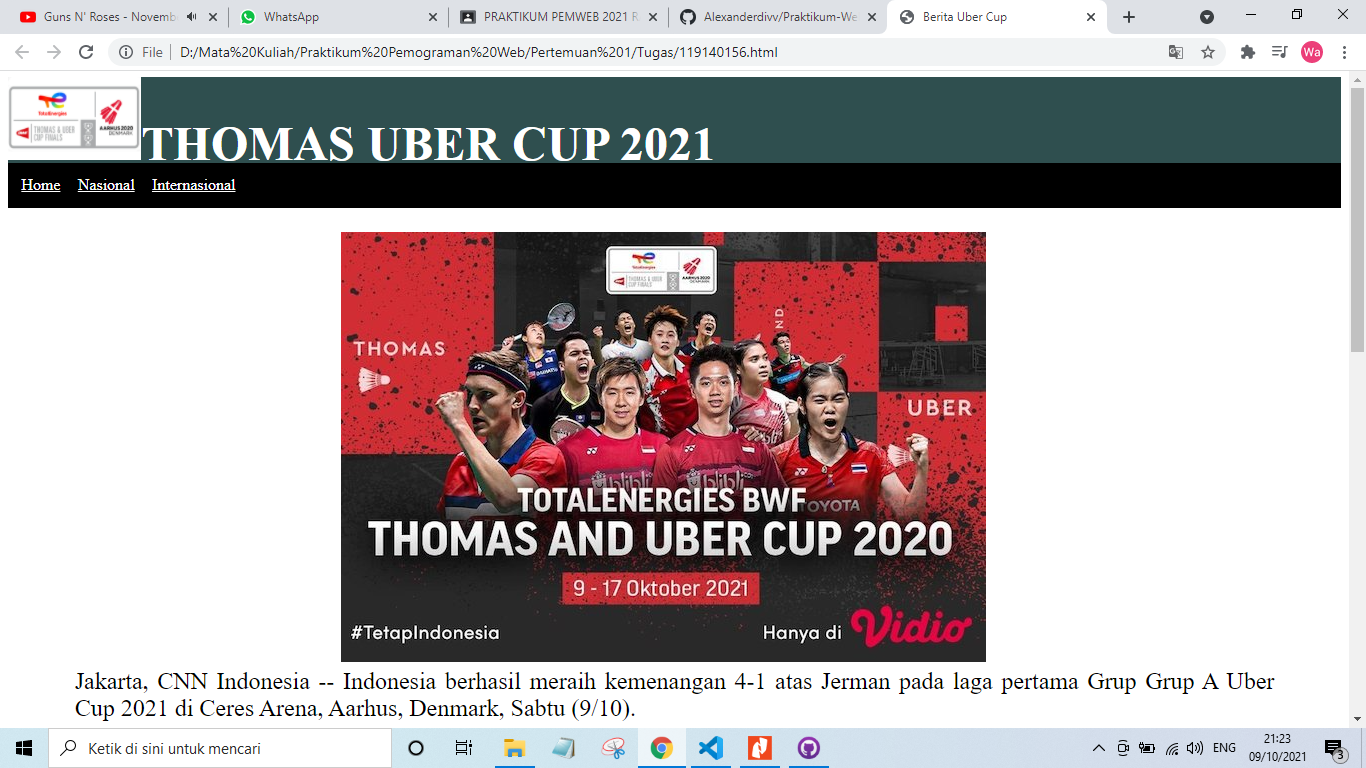 Guns N' Roses - Novemb
WhatsApp
PRAKTIKUM PEMWEB 2021 R
Alexanderdivv/Praktikum-We
Berita Uber Cup
File
D:/Mata%20Kuliah/Praktikum%20Pemograman%20Web/Pertemuan%201/Tugas/119140156.html
Wa
TotalEnergies
THOMAS & UBER
CUP FINALS
AARHUS 2020
DENMARK
THOMAS UBER CUP 2021
Home Nasional Internasional
TotalEnergies
THOMAS & UBER
CUP FINALS
AARHUS 2020
DENMARK
THOMAS
UBER
blibli
blibli
TOYOTA
TOTALENERGIES BWF
THOMAS AND UBER CUP 2020
9 - 17 Oktober 2021
#TetapIndonesia
Hanya di Vidio
Jakarta, CNN Indonesia -- Indonesia berhasil meraih kemenangan 4-1 atas Jerman pada laga pertama Grup Grup A Uber
Cup 2021 di Ceres Arena, Aarhus, Denmark, Sabtu (9/10).
Ketik di sini untuk mencari
ENG
21:23
09/10/2021
3